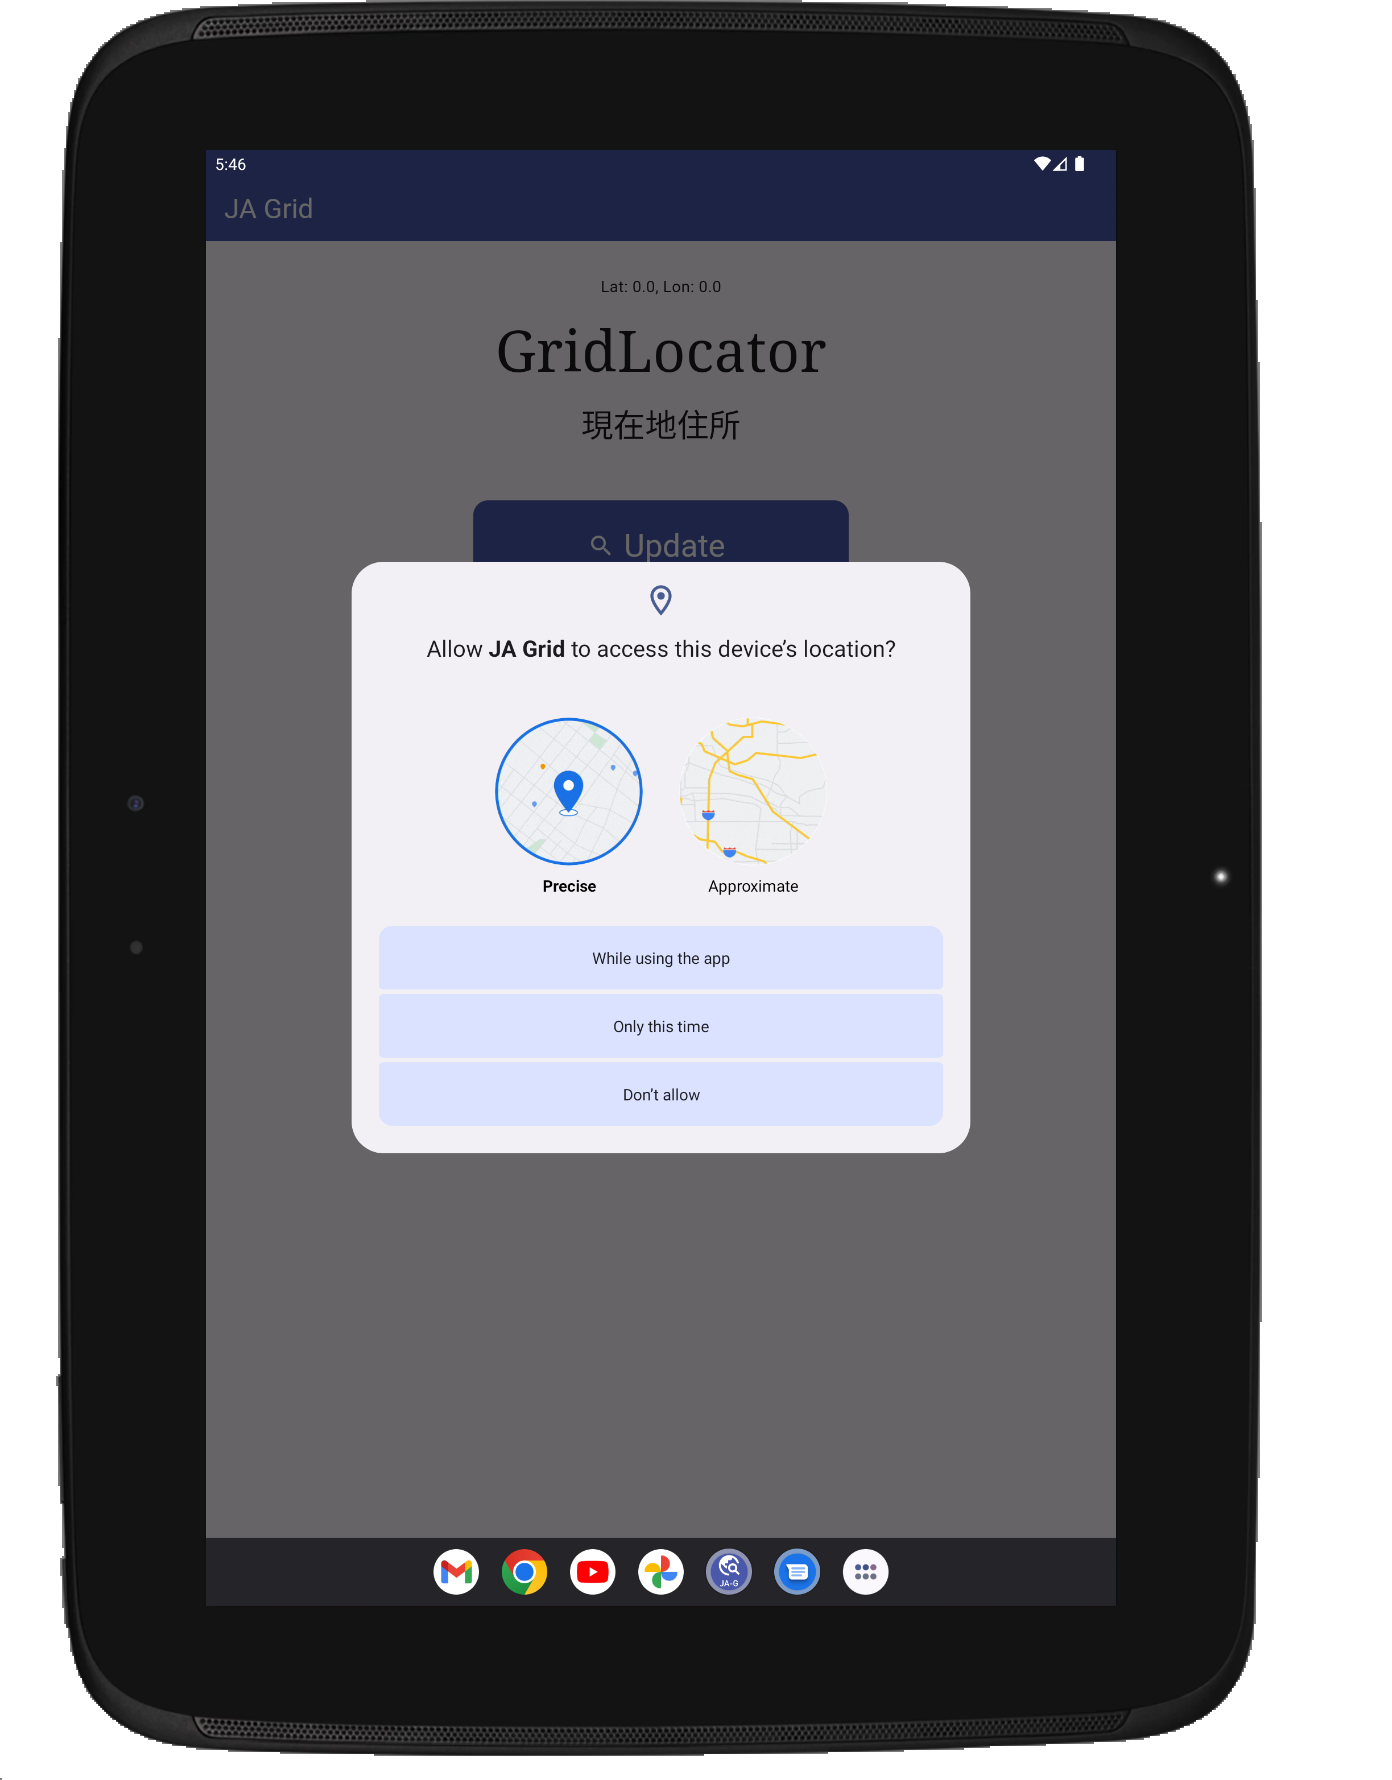 5:46
JA Grid
Lat: 0.0, Lon: 0.0
GridLocator
現在地住所
Update
Allow JA Grid to access this device’s location?
Precise
Approximate
While using the app
Only this time
Don’t allow
JA-G